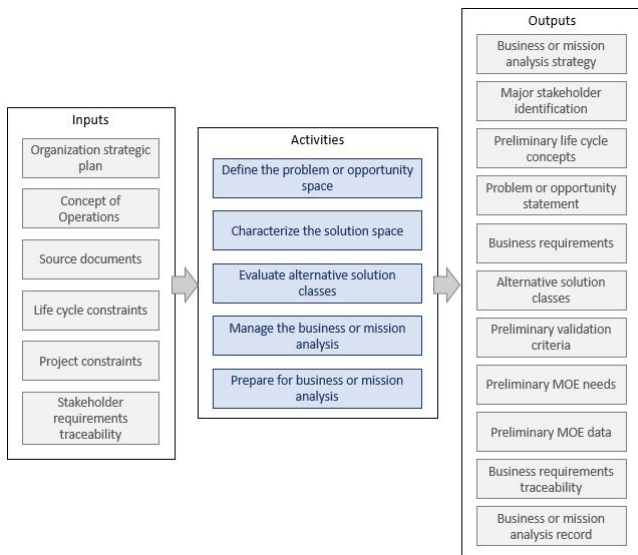 Inputs
Organization strategic
plan
Concept of
Operations
Source documents
Life cycle constraints
Project constraints
Stakeholder
requirements
traceability
Activities
Define the problem or opportunity
space
Characterize the solution space
Evaluate alternative solution
classes
Manage the business or mission
analysis
Prepare for business or mission
analysis
Outputs
Business or mission
analysis strategy
Major stakeholder
identification
Preliminary life cycle
concepts
Problem or opportunity
statement
Business requirements
Alternative solution
classes
Preliminary validation
criteria
Preliminary MOE needs
Preliminary MOE data
Business requirements
traceability
Business or mission
analysis record